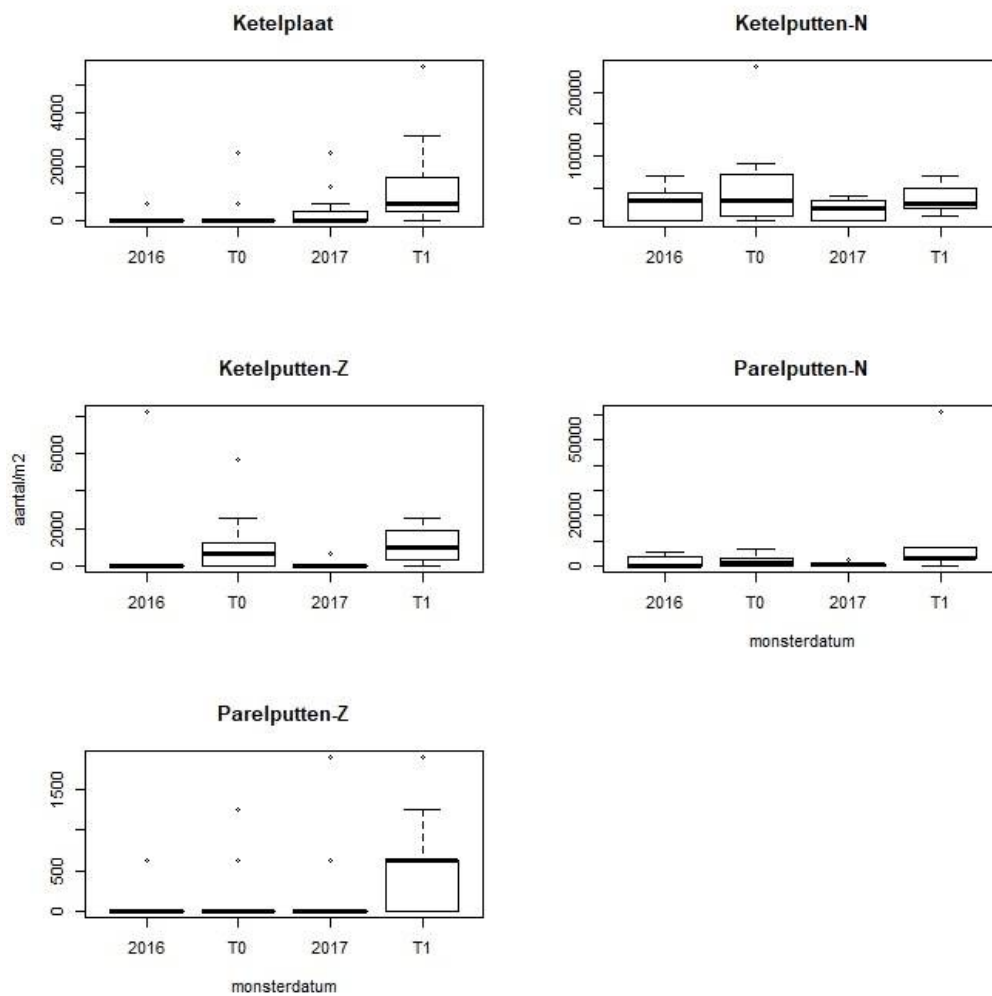 Ketelplaat
0 2000 4000
2016 T0 2017 T1
Ketelputten-N
0 10000 20000
2016 T0 2017 T1
Ketelputten-Z
aantal/m2
0 2000 6000
2016 T0 2017 T1
Parelputten-N
0 20000 50000
2016 T0 2017 T1
monsterdatum
Parelputten-Z
0 500 1500
2016 T0 2017 T1
monsterdatum